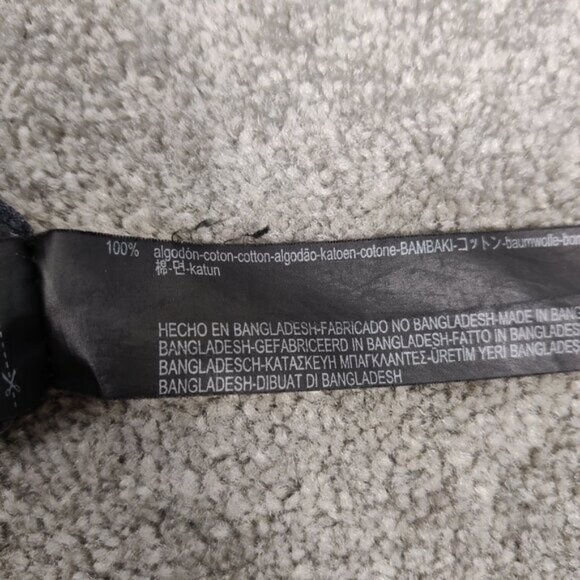 100% algodón-coton-cotton-algodão-katoen-cotone-BAMBAKI-コットン-baumwolle-
棉-면-katun
HECHO EN BANGLADESH-FABRICADO NO BANGLADESH-MADE IN
BANGLADESH-GEFABRICEERD IN BANGLADESH-FATTO IN BANGLADESH-
BANGLADESCH-ΚΑΤΑΣΚΕΥΗ ΜΠΑΓΚΛΑΝΤΕΣ-ÜRETİM YERİ BANGLADES
BANGLADESH-DIBUAT DI BANGLADESH